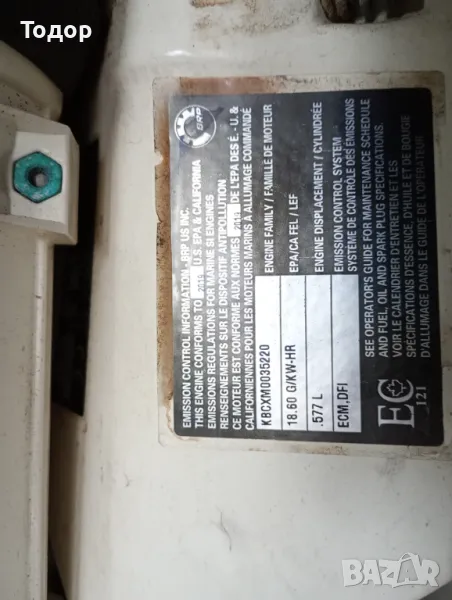 Тодор
BRP
EMISSION CONTROL INFORMATION - BRP US INC.
THIS ENGINE CONFORMS TO 2019 U.S. EPA & CALIFORNIA
EMISSIONS REGULATIONS FOR MARINE SI ENGINES
RENSEIGNEMENTS SUR LE DISPOSITIF ANTIPOLLUTION
CE MOTEUR EST CONFORME AUX NORMES 2019 DE L'EPA DES É.-U. &
CALIFORNIENNES POUR LES MOTEURS MARINS À ALLUMAGE COMMANDÉ
KBCXM0035220
ENGINE FAMILY / FAMILLE DE MOTEUR
18.60 G/KW-HR
EPA/CA FEL / LEF
.577 L
ENGINE DISPLACEMENT / CYLINDRÉE
ECM,DFI
EMISSION CONTROL SYSTEM
SYSTÈME DE CONTRÔLE DES ÉMISSIONS
SEE OPERATOR'S GUIDE FOR MAINTENANCE SCHEDULE
AND FUEL, OIL AND SPARK PLUG SPECIFICATIONS.
VOIR LE CALENDRIER D'ENTRETIEN ET LES
SPÉCIFICATIONS D'ESSENCE, D'HUILE ET DE BOUGIE
D'ALLUMAGE DANS LE GUIDE DE L'OPÉRATEUR
121
BAZAR